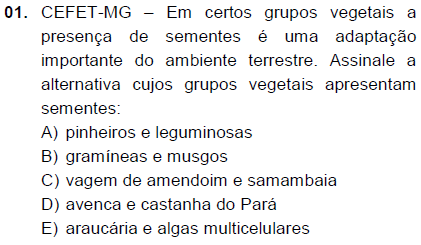 01. CEFET-MG – Em certos grupos vegetais a
presença de sementes é uma adaptação
importante do ambiente terrestre. Assinale a
alternativa cujos grupos vegetais apresentam
sementes:
A) pinheiros e leguminosas
B) gramíneas e musgos
C) vagem de amendoim e samambaia
D) avenca e castanha do Pará
E) araucária e algas multicelulares